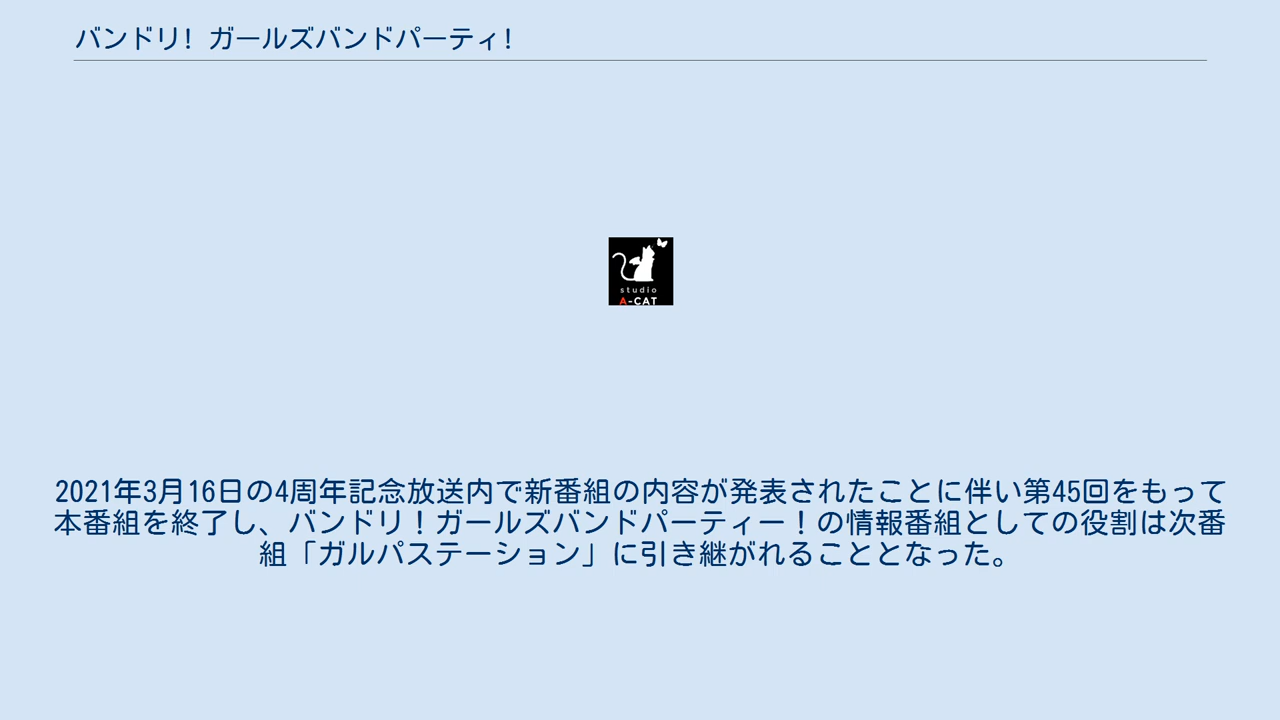 バンドリ! ガールズバンドパーティ!
studio
A-CAT
2021年3月16日の4周年記念放送内で新番組の内容が発表されたことに伴い第45回をもって
本番組を終了し、バンドリ！ガールズバンドパーティー！の情報番組としての役割は次番
組「ガルパステーション」に引き継がれることとなった。